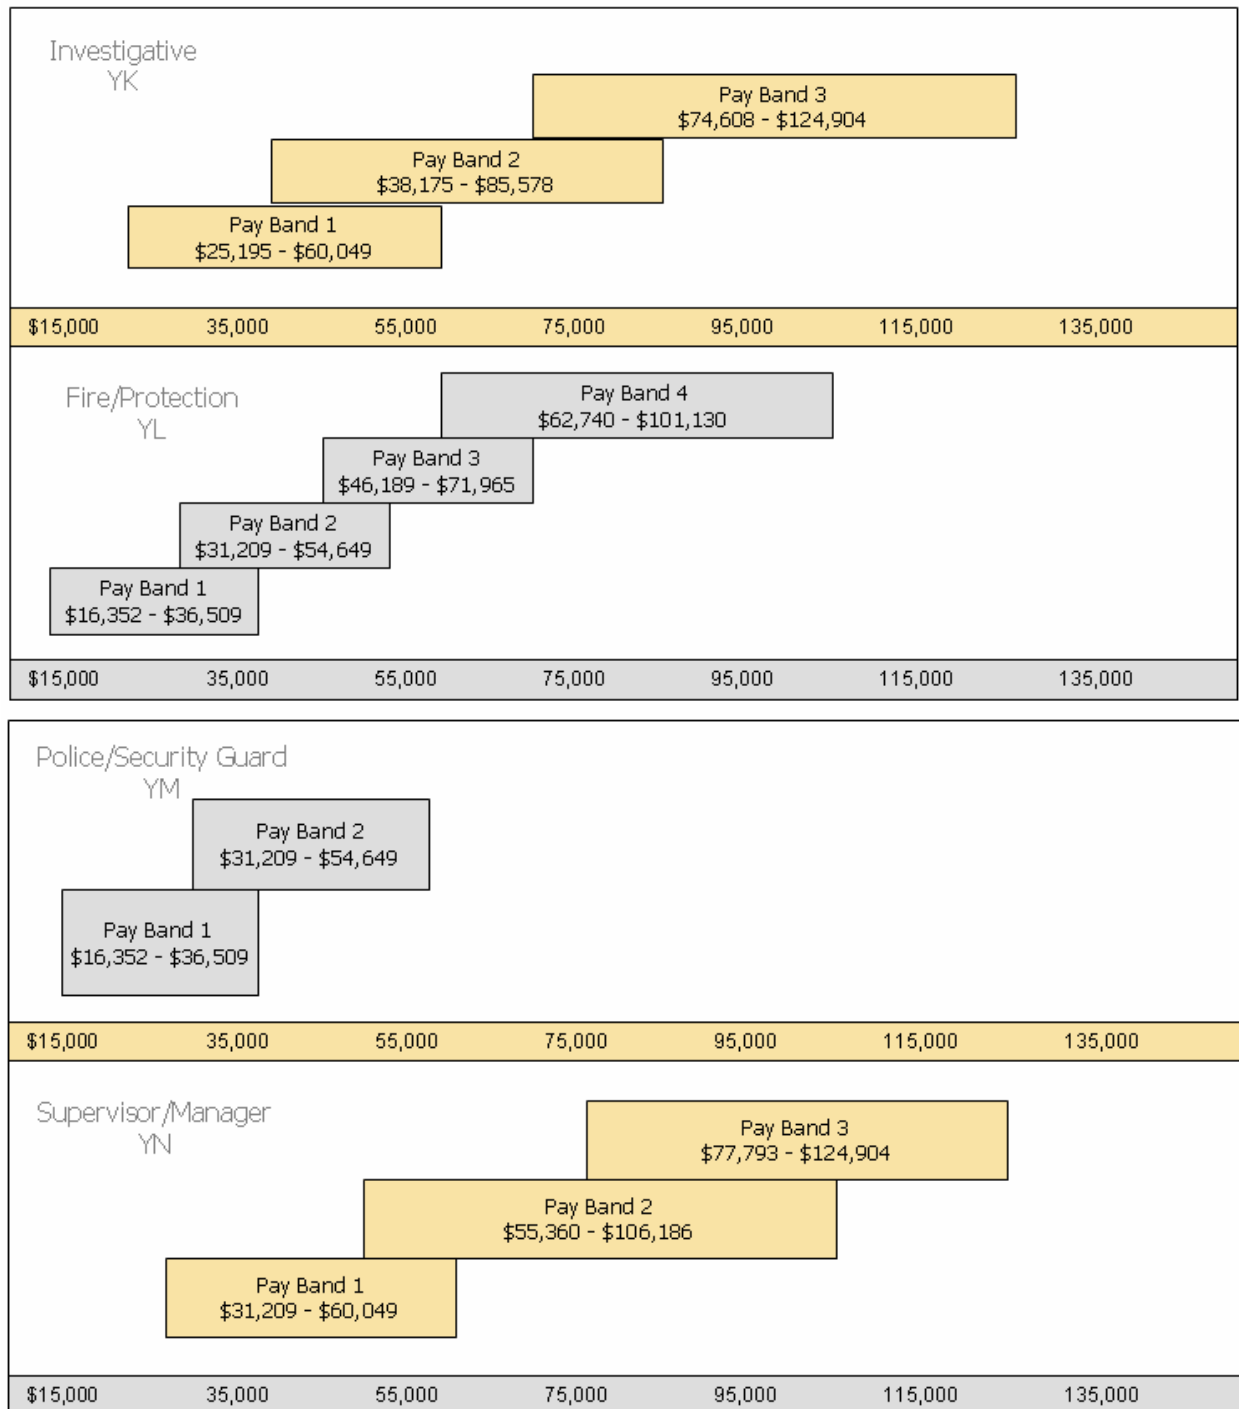 Investigative
YK
Pay Band 3
$74,608 - $124,904
Pay Band 2
$38,175 - $85,578
Pay Band 1
$25,195 - $60,049
$15,000 35,000 55,000 75,000 95,000 115,000 135,000
Fire/Protection
YL
Pay Band 4
$62,740 - $101,130
Pay Band 3
$46,189 - $71,965
Pay Band 2
$31,209 - $54,649
Pay Band 1
$16,352 - $36,509
$15,000 35,000 55,000 75,000 95,000 115,000 135,000
Police/Security Guard
YM
Pay Band 2
$31,209 - $54,649
Pay Band 1
$16,352 - $36,509
$15,000 35,000 55,000 75,000 95,000 115,000 135,000
Supervisor/Manager
YN
Pay Band 3
$77,793 - $124,904
Pay Band 2
$55,360 - $106,186
Pay Band 1
$31,209 - $60,049
$15,000 35,000 55,000 75,000 95,000 115,000 135,000